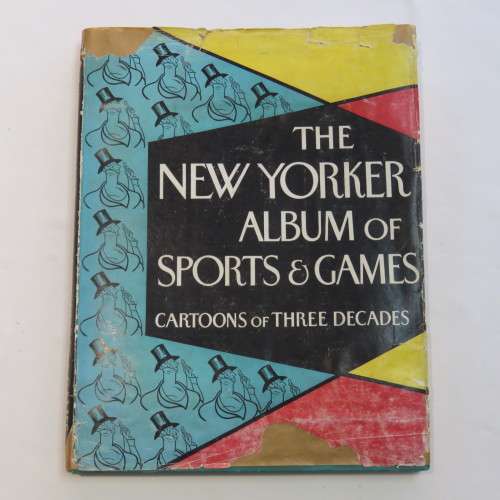 THE
NEW YORKER
ALBUM OF
SPORTS & GAMES
CARTOONS OF THREE DECADES